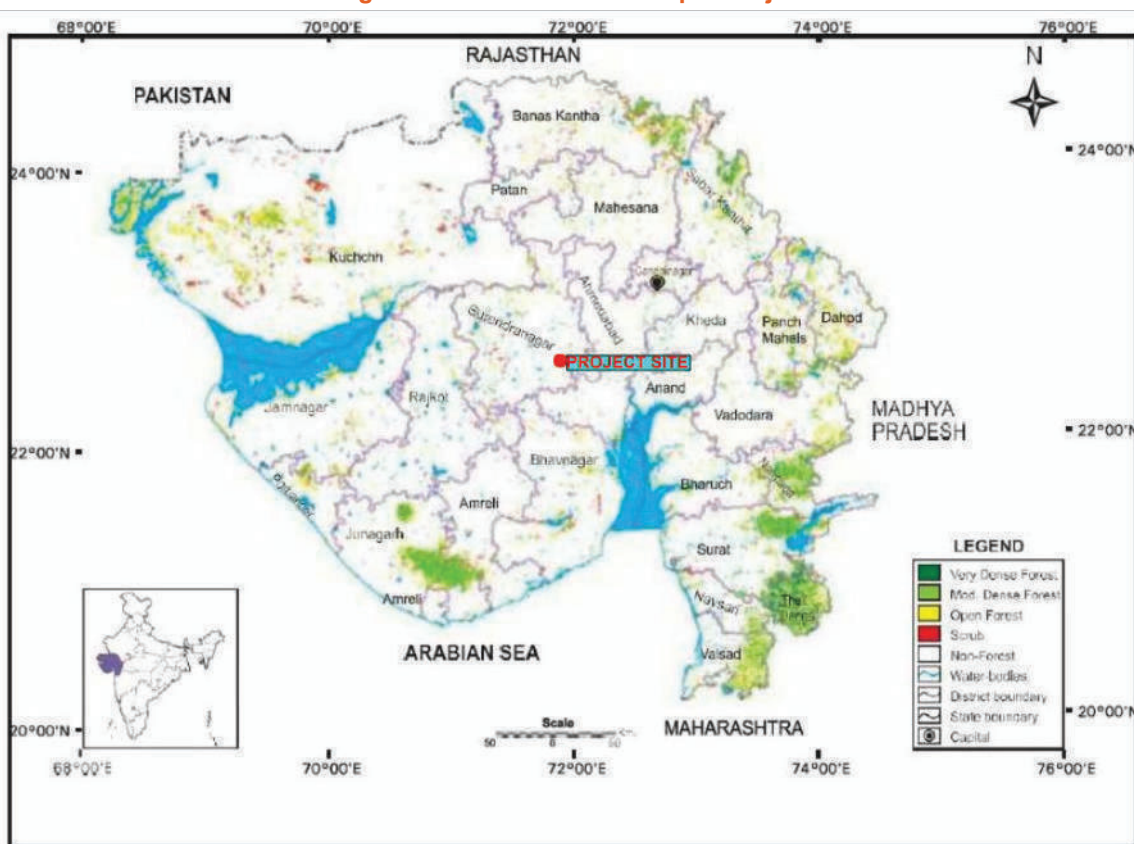 68°00'E 70°00'E 72°00'E 74°00'E 76°00'E
RAJASTHAN
N
PAKISTAN
Banas Kantha
24°00'N
24°00'N
Patan
Mahesana
Sabar Kantha
Kuchchh
Gandhinagar
Ahmedabad
Surendranagar
Kheda
Panch
Mahals
Dahod
PROJECT SITE
Anand
Rajkot
Jamnagar
Vadodara
MADHYA
PRADESH
22°00'N
22°00'N
Bhavnagar
Narmada
Bharuch
Amreli
Junagarh
Surat
LEGEND
Very Dense Forest
Mod. Dense Forest
Open Forest
Scrub
Non-Forest
Water-bodies
District boundary
State boundary
Capital
Amreli
Navsari
The
Dangs
ARABIAN SEA
Valsad
20°00'N
20°00'N
Scale
50 0 50
MAHARASHTRA
68°00'E 70°00'E 72°00'E 74°00'E 76°00'E